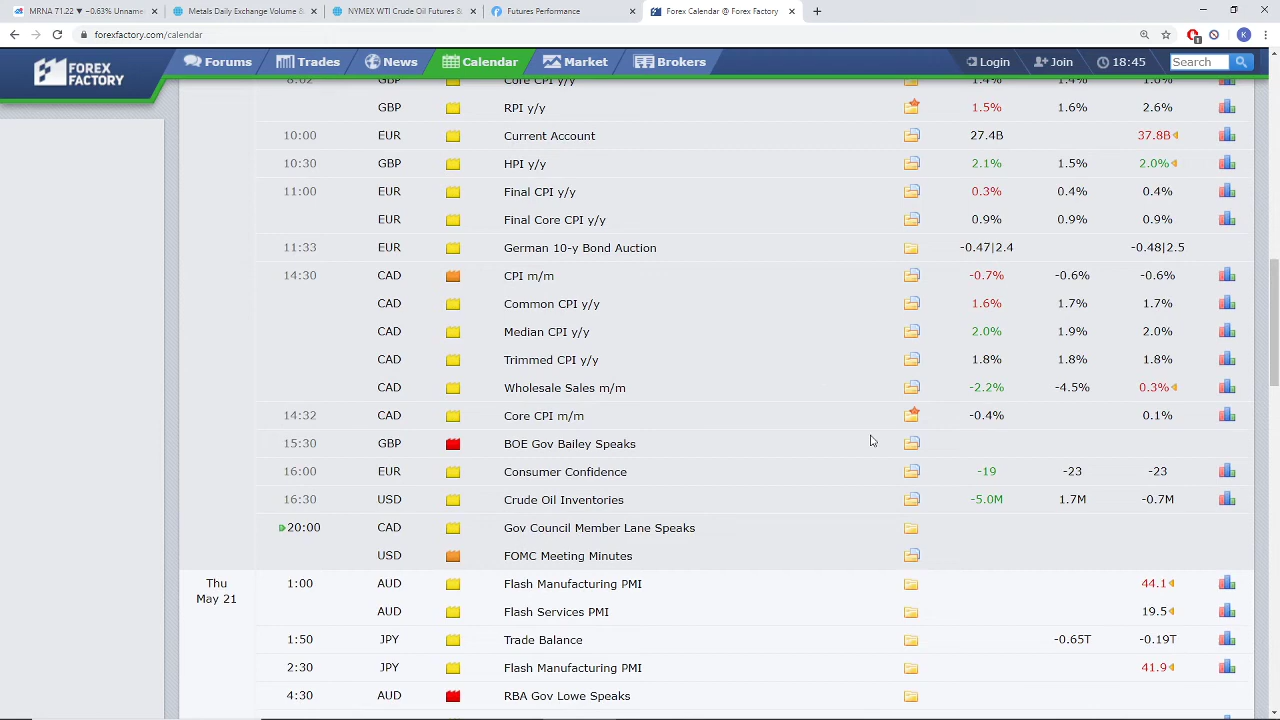 MRNA 71.22 ▼ −0.63% Unname
Metals Daily Exchange Volume &
NYMEX WTI Crude Oil Futures &
Futures Performance
Forex Calendar @ Forex Factory
forexfactory.com/calendar
K
FOREX FACTORY
Forums
Trades
News
Calendar
Market
Brokers
Login
Join
18:43
Search
8:02 GBP Core CPI y/y 1.4% 1.4% 1.6%
GBP RPI y/y 1.5% 1.6% 2.0%
10:00 EUR Current Account 27.4B 37.8B
10:30 GBP HPI y/y 2.1% 1.5% 2.0%
11:00 EUR Final CPI y/y 0.3% 0.4% 0.4%
EUR Final Core CPI y/y 0.9% 0.9% 0.9%
11:33 EUR German 10-y Bond Auction -0.47|2.4 -0.48|2.5
14:30 CAD CPI m/m -0.7% -0.6% -0.6%
CAD Common CPI y/y 1.6% 1.7% 1.7%
CAD Median CPI y/y 2.0% 1.9% 2.0%
CAD Trimmed CPI y/y 1.8% 1.8% 1.8%
CAD Wholesale Sales m/m -2.2% -4.5% 0.3%
14:32 CAD Core CPI m/m -0.4% 0.1%
15:30 GBP BOE Gov Bailey Speaks
16:00 EUR Consumer Confidence -19 -23 -23
16:30 USD Crude Oil Inventories -5.0M 1.7M -0.7M
20:00 CAD Gov Council Member Lane Speaks
USD FOMC Meeting Minutes
Thu 1:00 AUD Flash Manufacturing PMI 44.1
May 21 AUD Flash Services PMI 19.5
1:50 JPY Trade Balance -0.65T -0.19T
2:30 JPY Flash Manufacturing PMI 41.9
4:30 AUD RBA Gov Lowe Speaks